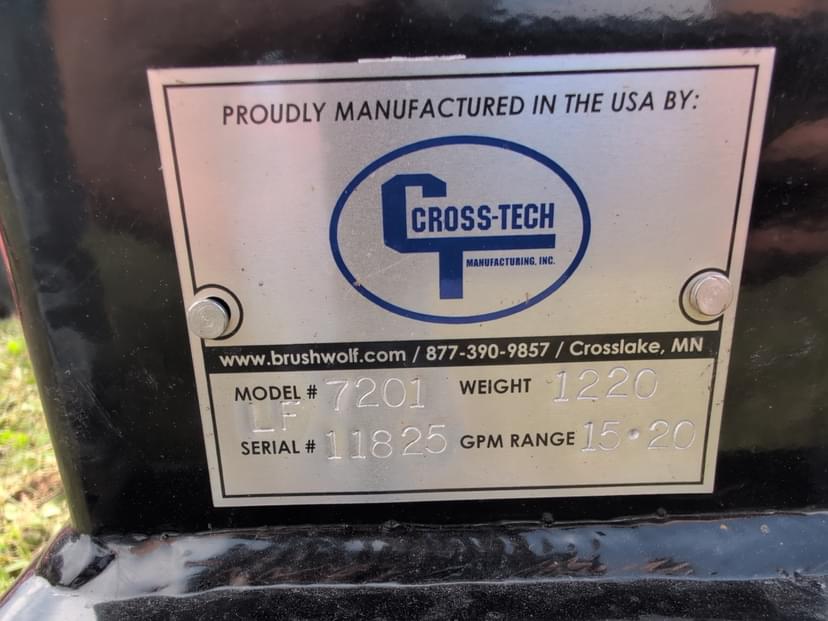 PROUDLY MANUFACTURED IN THE USA BY:
CROSS-TECH
MANUFACTURING, INC.
www.brushwolf.com / 877-390-9857 / Crosslake, MN
MODEL # 7201 WEIGHT 1220
LF
SERIAL # 11825 GPM RANGE 15•20